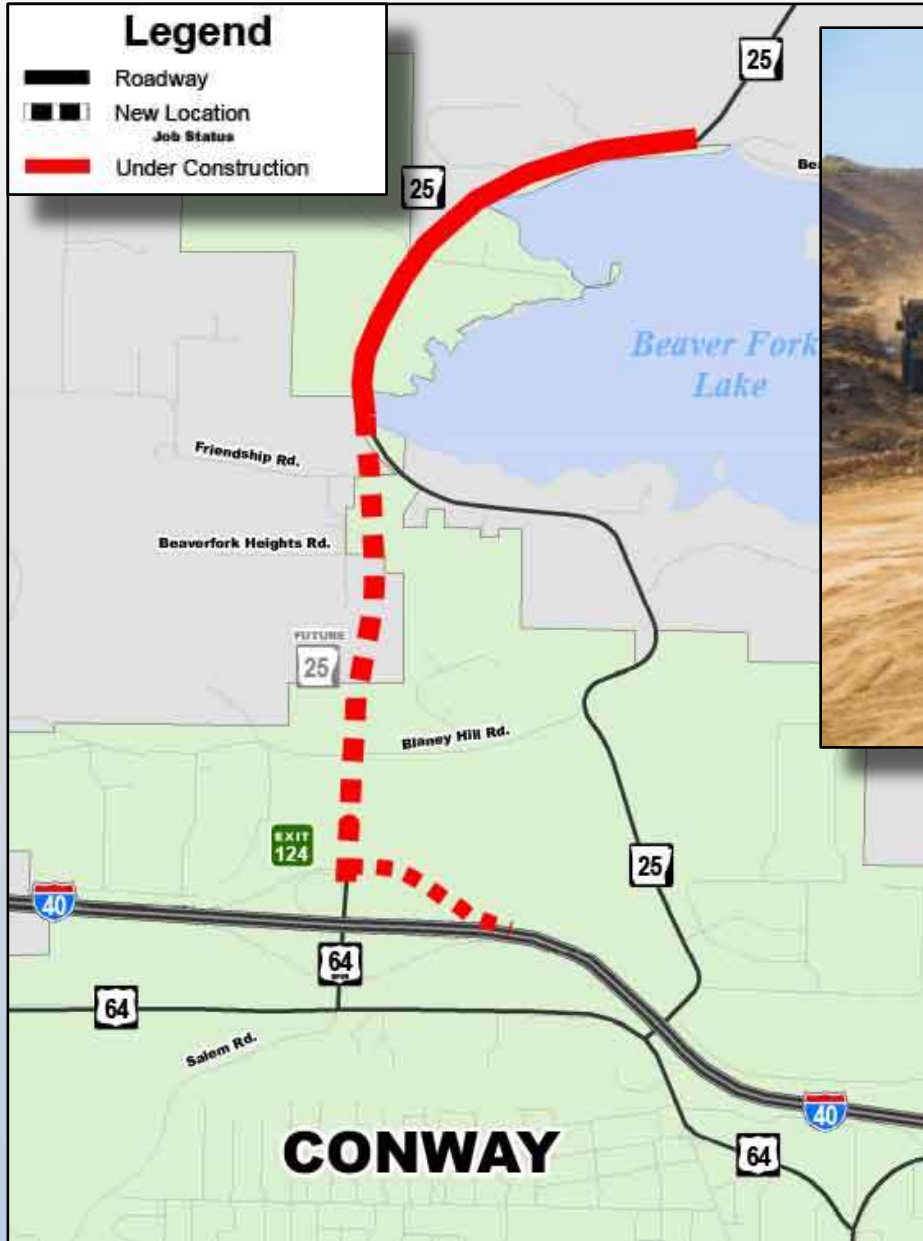 Legend
Roadway
New Location
Job Status
Under Construction
25
25
Beaver Fork
Lake
Friendship Rd.
Beaverfork Heights Rd.
FUTURE
25
Blaney Hill Rd.
EXIT
124
25
40
64
SPUR
64
Salem Rd.
40
CONWAY
64